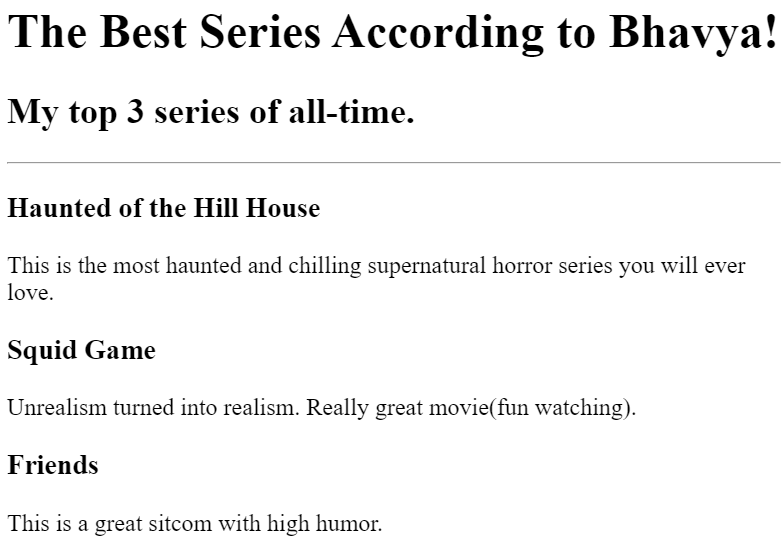 The Best Series According to Bhavya!
My top 3 series of all-time.
Haunted of the Hill House
This is the most haunted and chilling supernatural horror series you will ever
love.
Squid Game
Unrealism turned into realism. Really great movie(fun watching).
Friends
This is a great sitcom with high humor.